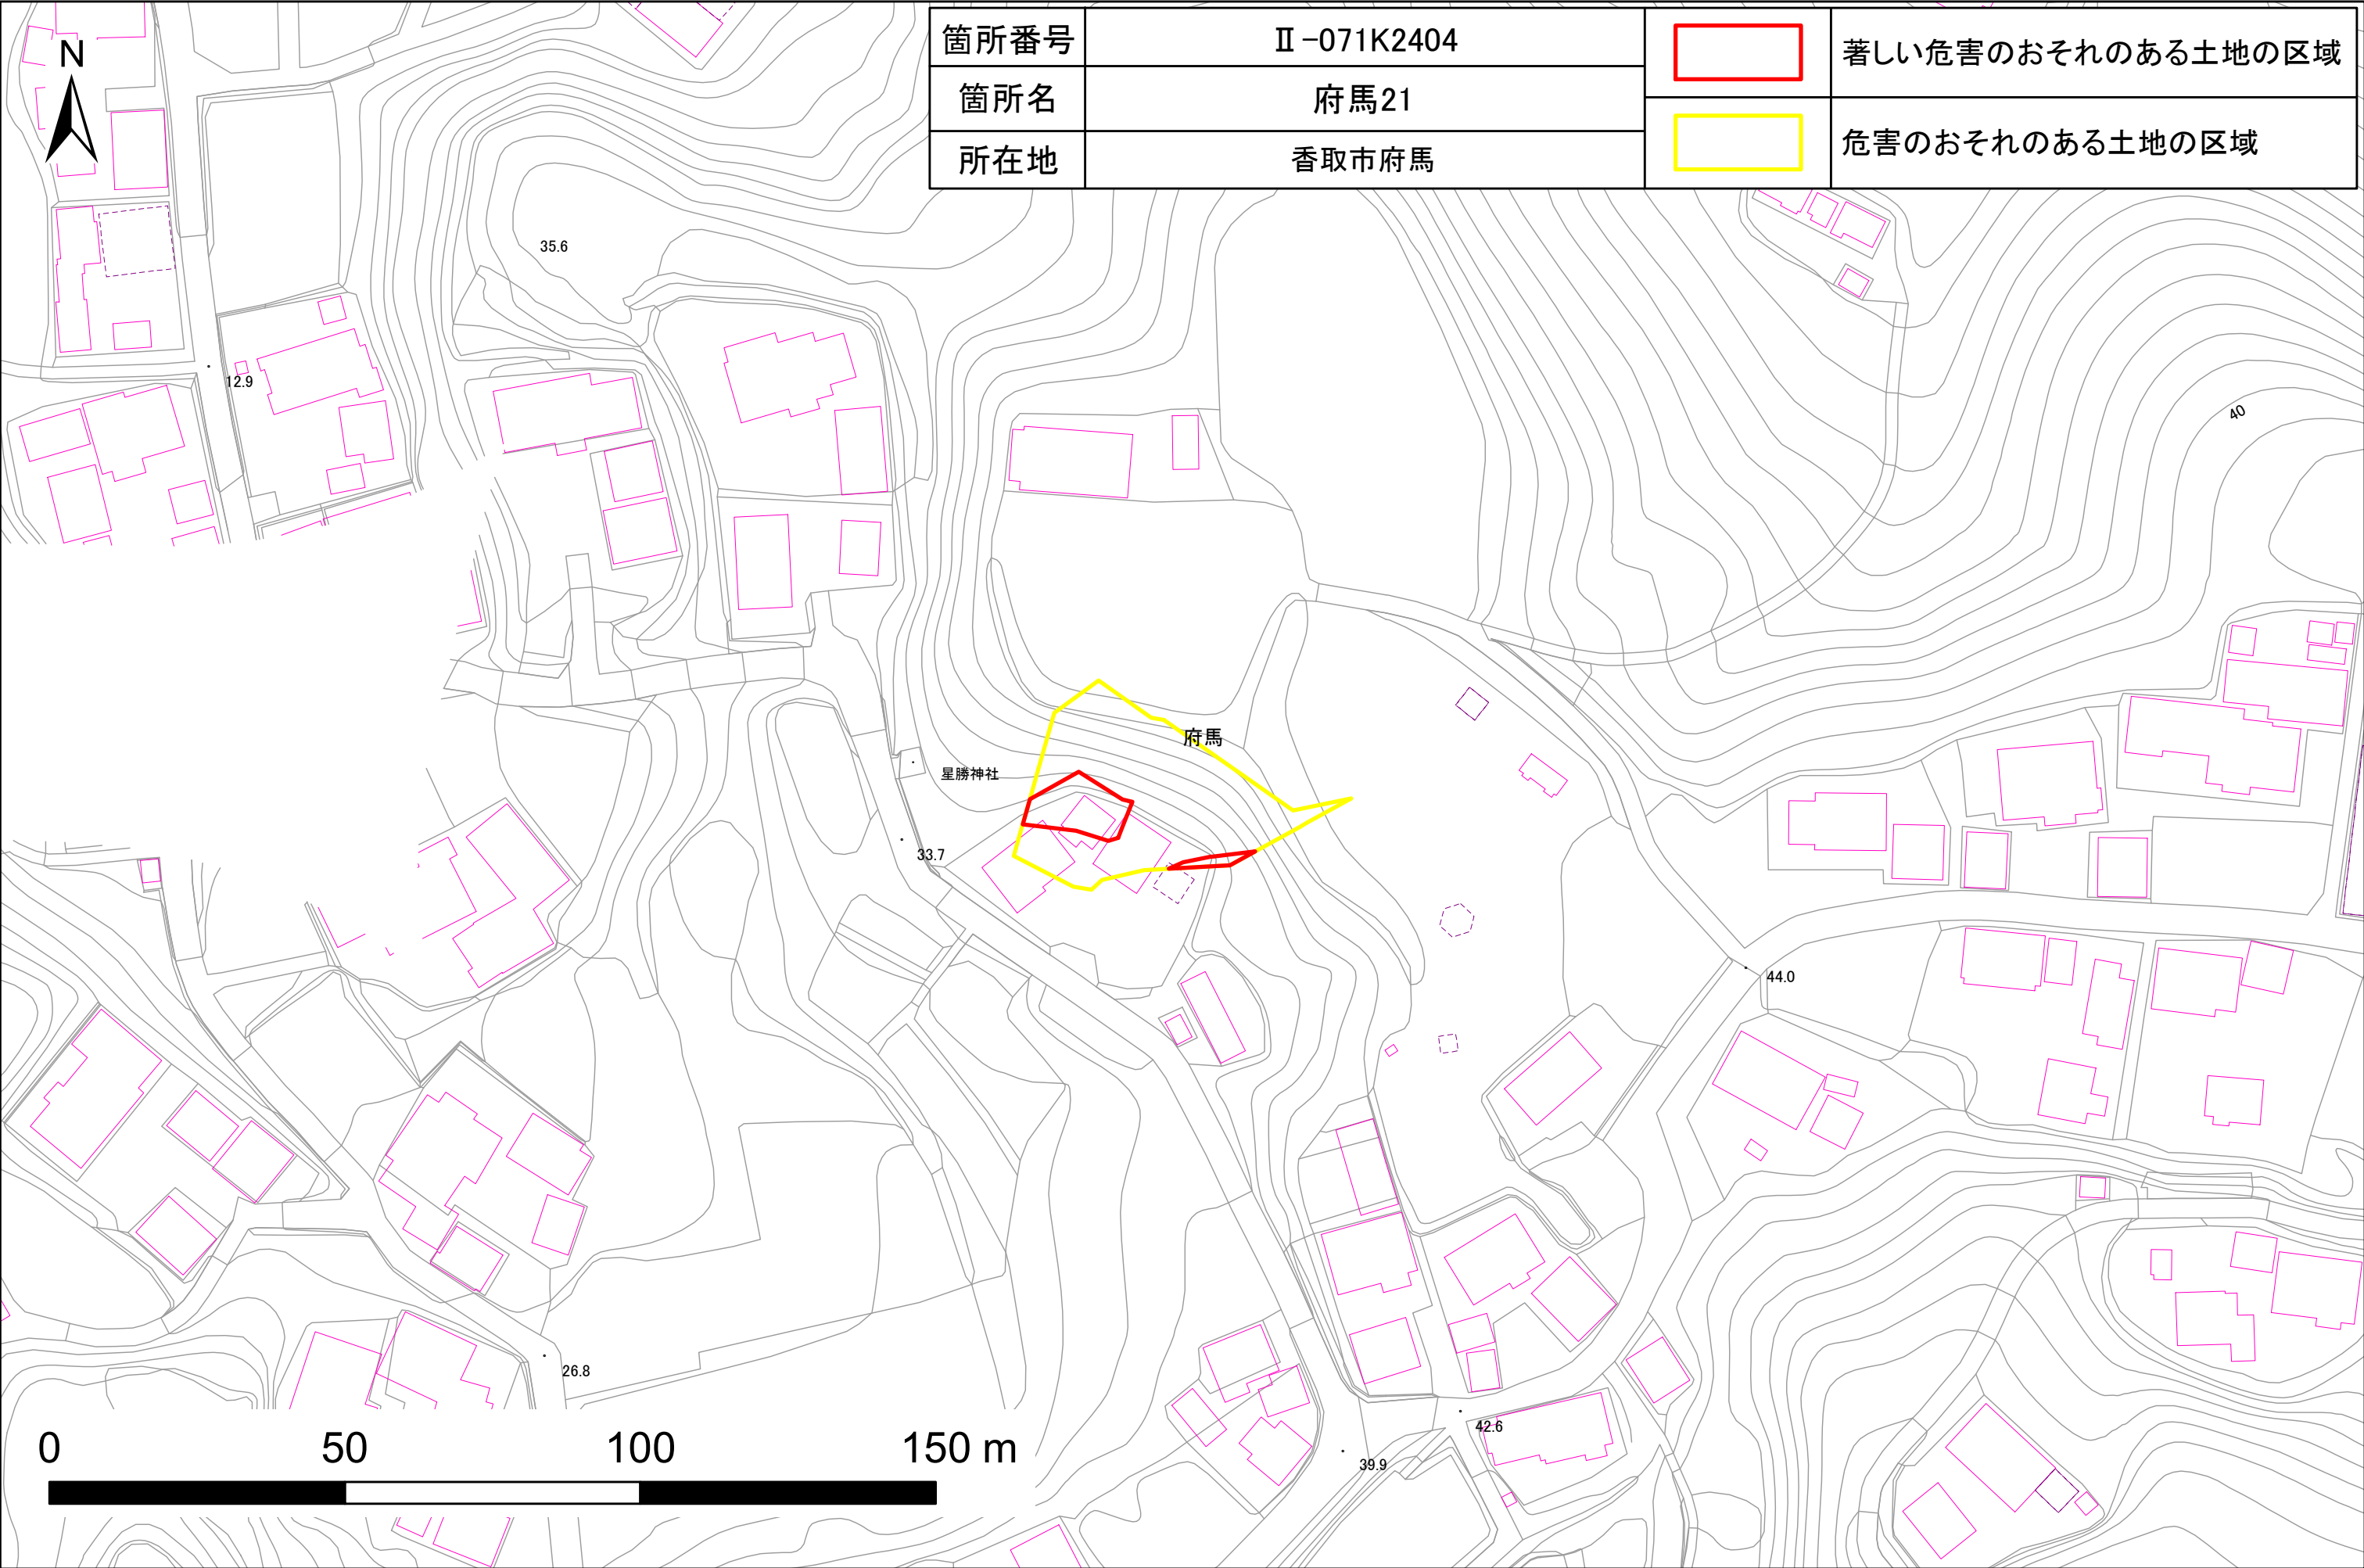 箇所番号 Ⅱ-071K2404
箇所名 府馬21
所在地 香取市府馬
著しい危害のおそれのある土地の区域
危害のおそれのある土地の区域
N
35.6
12.9
40
府馬
星勝神社
33.7
44.0
26.8
42.6
39.9
0 50 100 150 m